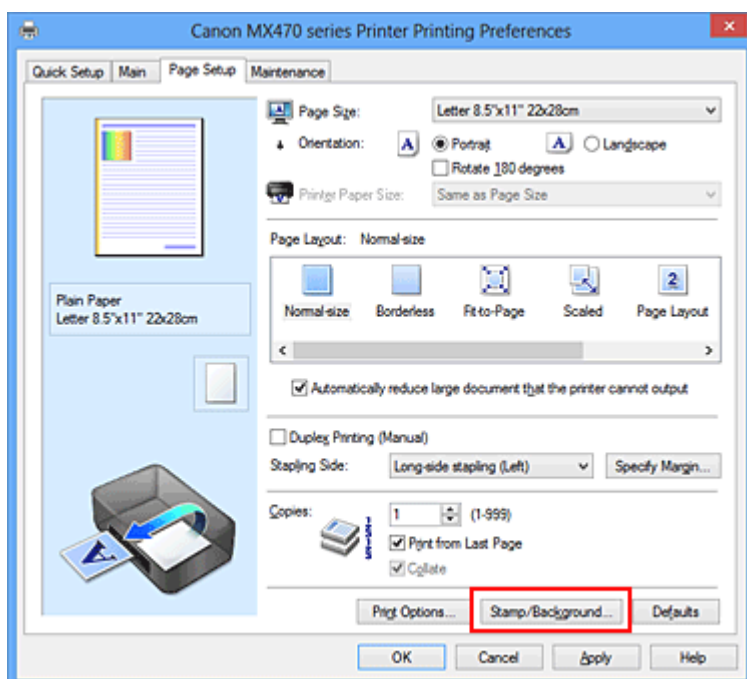 Canon MX470 series Printer Printing Preferences
Quick Setup Main Page Setup Maintenance
Page Size: Letter 8.5"x11" 22x28cm
Orientation: A Portrait A Landscape
Rotate 180 degrees
Printer Paper Size: Same as Page Size
Page Layout: Normal-size
2
Normal-size Borderless Fit-to-Page Scaled Page Layout
Plain Paper
Letter 8.5"x11" 22x28cm
Automatically reduce large document that the printer cannot output
Duplex Printing (Manual)
Stapling Side: Long-side stapling (Left) Specify Margin...
Copies: 1 (1-999)
Print from Last Page
Collate
A
Print Options... Stamp/Background... Defaults
OK Cancel Apply Help